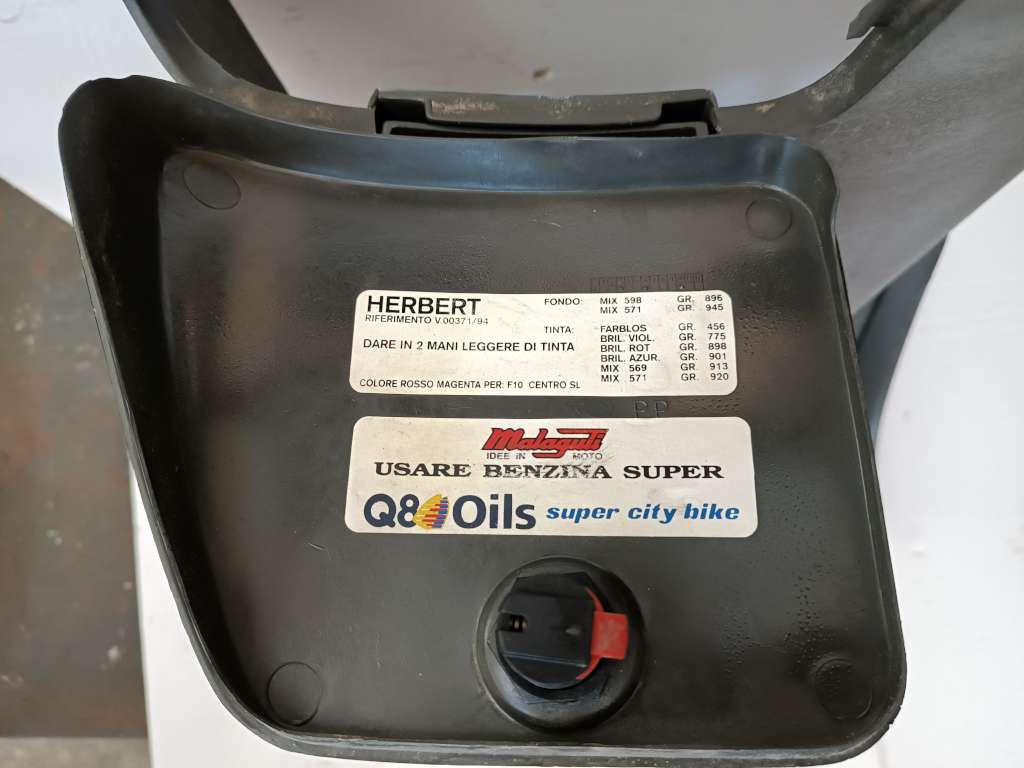 HERBERT
RIFERIMENTO V.00371/94
DARE IN 2 MANI LEGGERE DI TINTA
COLORE ROSSO MAGENTA PER: F10 CENTRO SL
FONDO: MIX 598 GR. 896
MIX 571 GR. 945
TINTA: FARBLOS GR. 456
BRIL. VIOL. GR. 775
BRIL. ROT GR. 898
BRIL. AZUR. GR. 901
MIX 569 GR. 913
MIX 571 GR. 920
P.P.
Malaguti
IDEE IN MOTO
USARE BENZINA SUPER
Q8 Oils super city bike